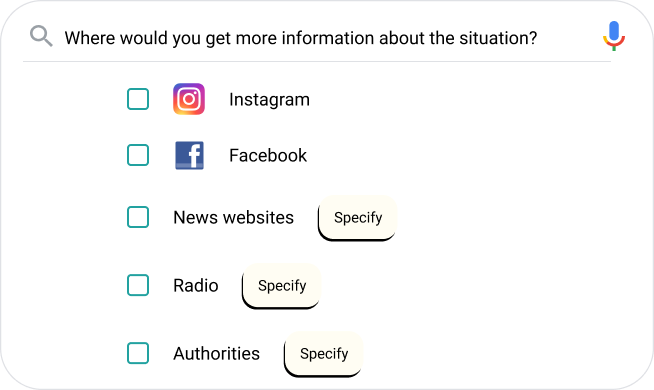 Where would you get more information about the situation?
Instagram
Facebook
News websites Specify
Radio Specify
Authorities Specify